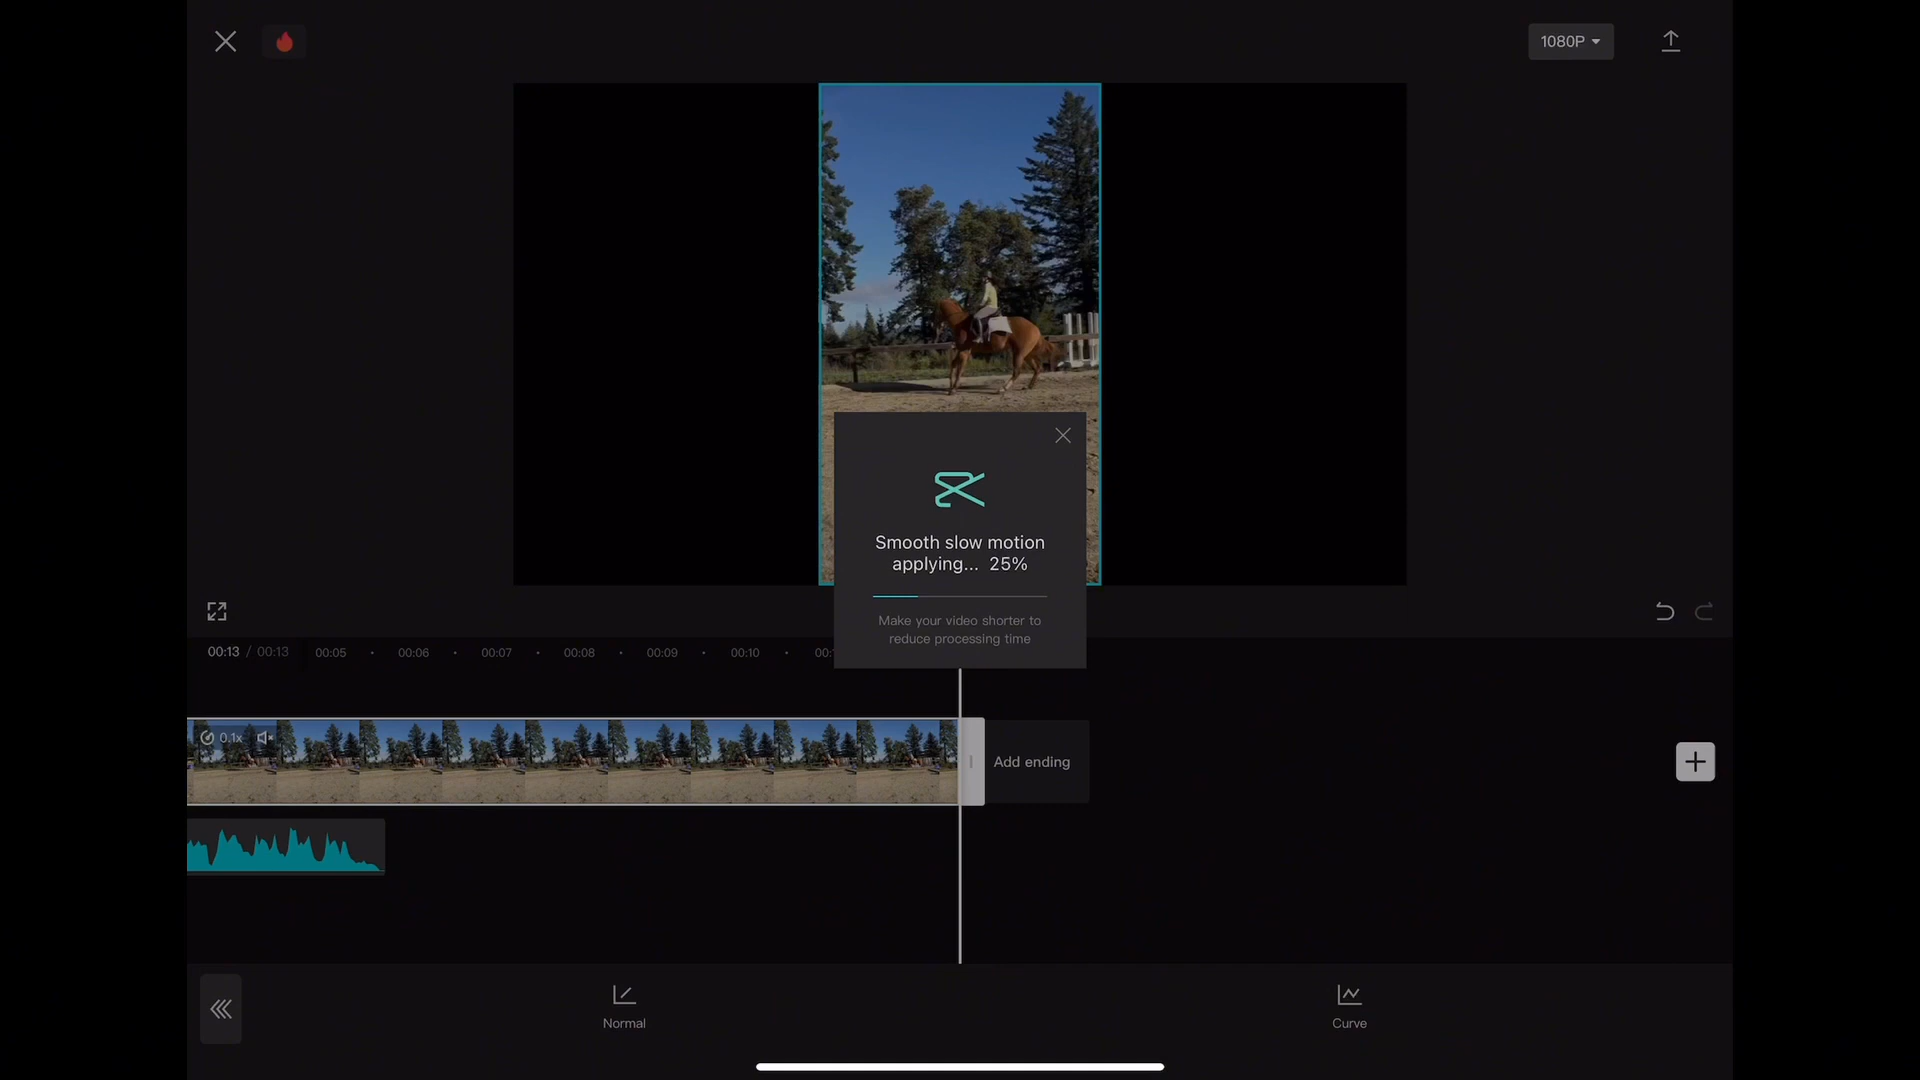 1080P
Smooth slow motion
applying... 25%
Make your video shorter to
reduce processing time
00:13 / 00:13 00:05 00:06 00:07 00:08 00:09 00:10
0.1x
Add ending
Normal
Curve